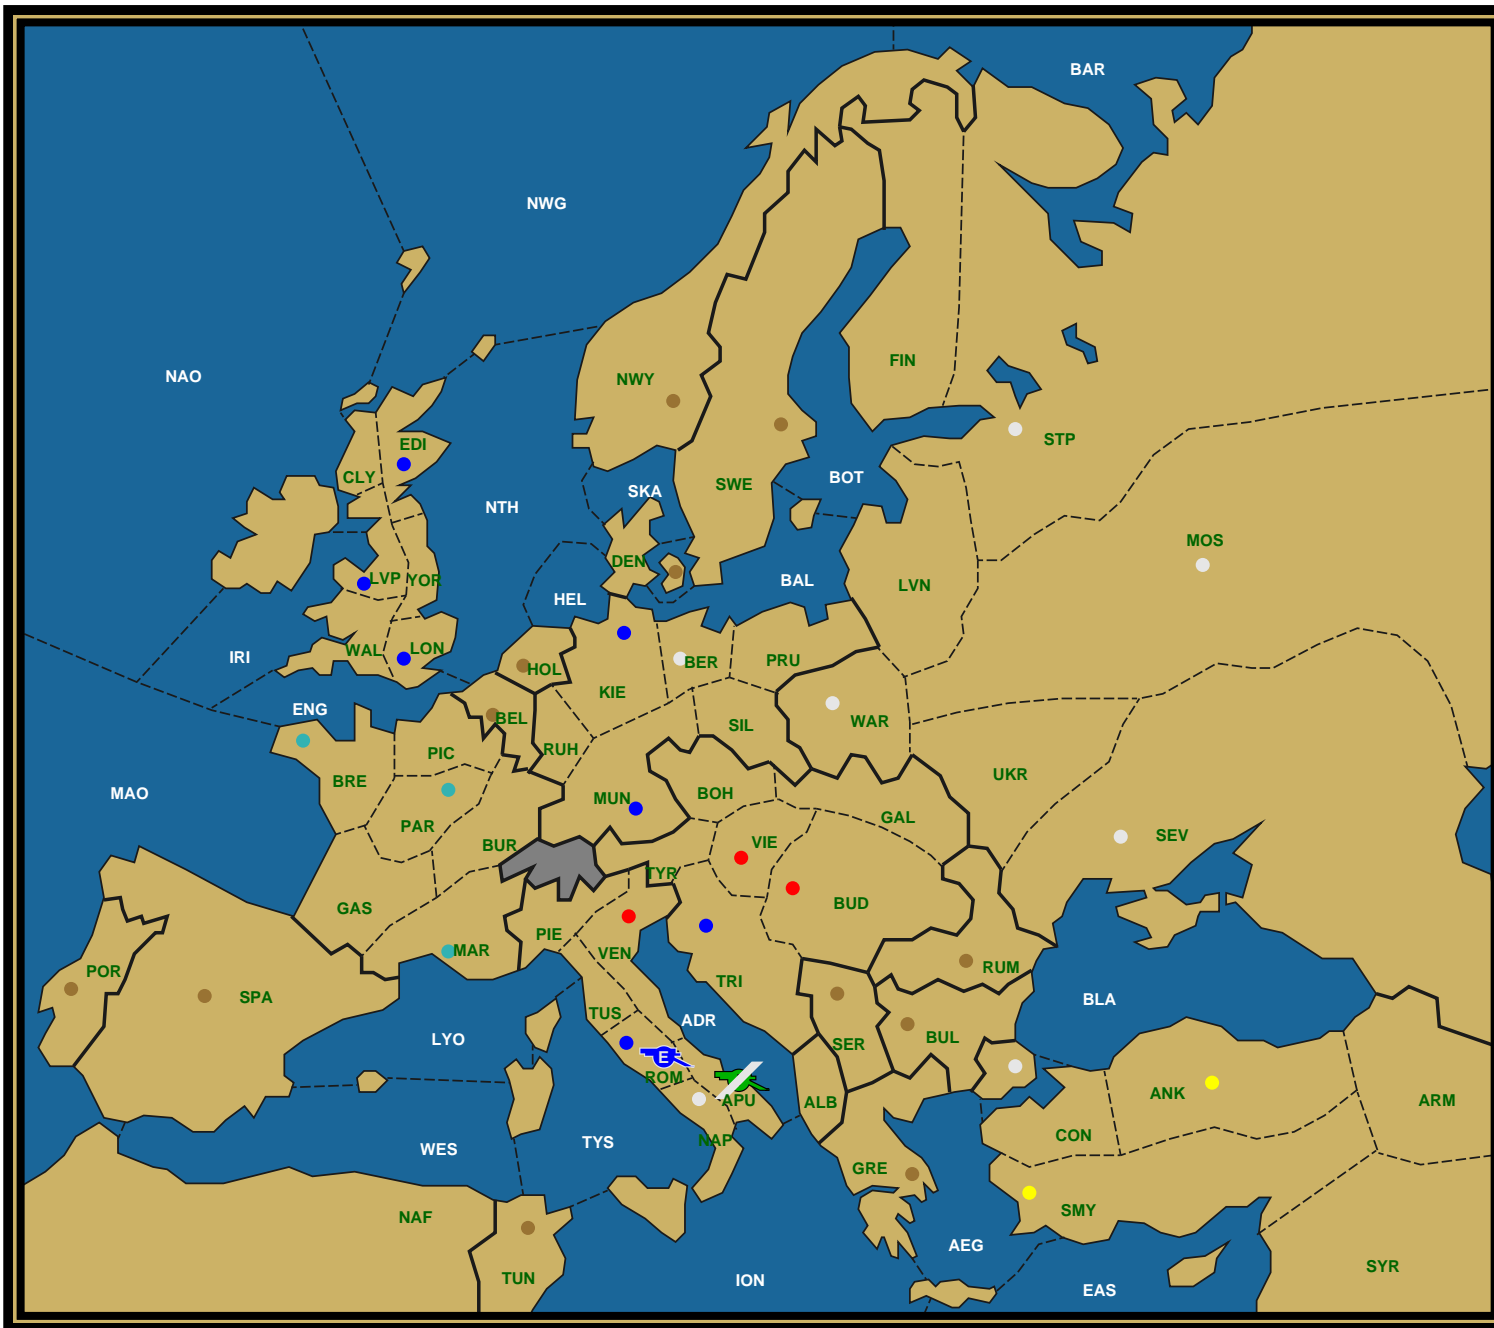 BAR
NWG
NAO
FIN
NWY
STP
EDI
CLY
SWE
BOT
SKA
NTH
MOS
DEN
LVP
YOR
BAL
LVN
HEL
WAL
LON
IRI
HOL
BER
PRU
KIE
ENG
BEL
WAR
SIL
PIC
RUH
UKR
BRE
MAO
BOH
MUN
GAL
PAR
SEV
BUR
VIE
TYR
BUD
GAS
PIE
MAR
VEN
POR
RUM
TRI
SPA
BLA
TUS
ADR
LYO
BUL
SER
E
ROM
ANK
APU
ALB
ARM
CON
NAP
TYS
WES
GRE
SMY
NAF
AEG
SYR
TUN
ION
EAS